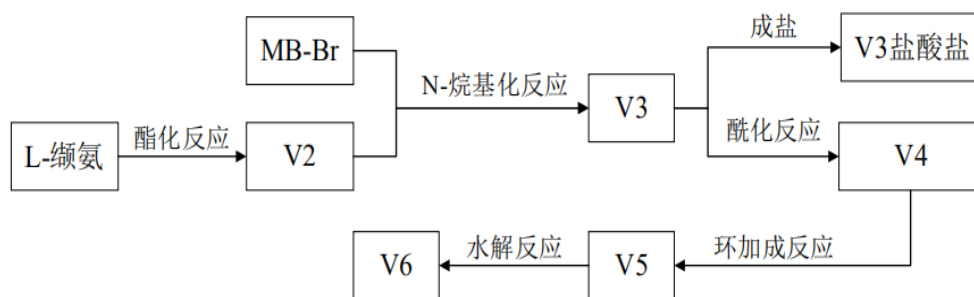 MB-Br
成盐
V3盐酸盐
N-烷基化反应
V3
L-缬氨
酯化反应
V2
酰化反应
V4
V6
水解反应
V5
环加成反应